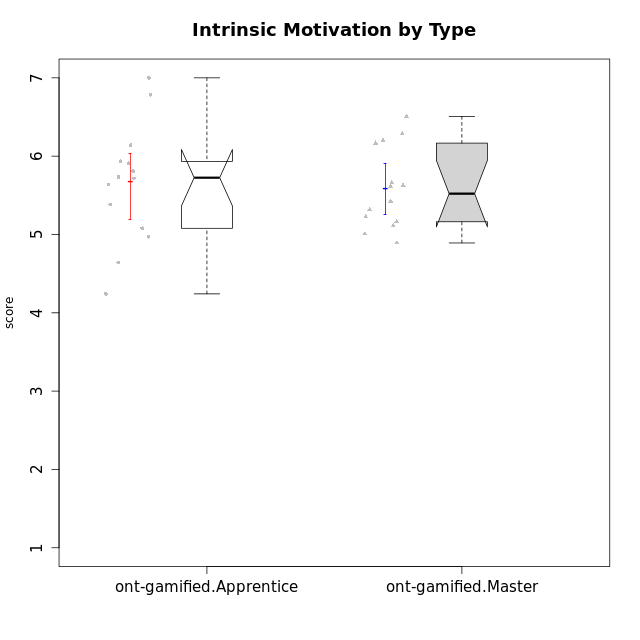 Intrinsic Motivation by Type
score
7
6
5
4
3
2
1
ont-gamified.Apprentice
ont-gamified.Master